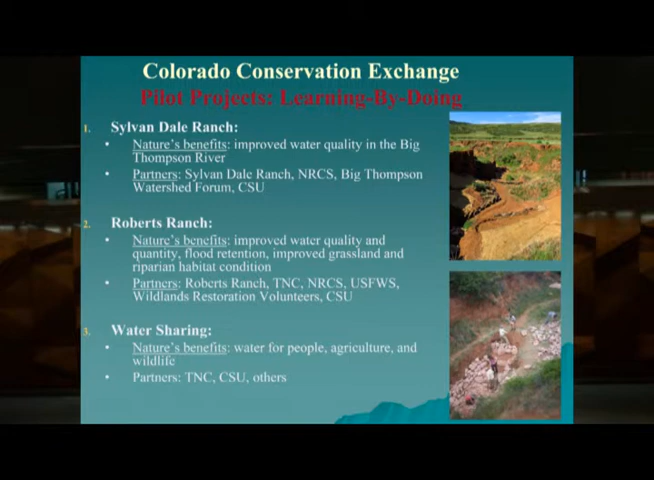 Colorado Conservation Exchange
Pilot Projects: Learning-By-Doing
1. Sylvan Dale Ranch:
• Nature's benefits: improved water quality in the Big
Thompson River
• Partners: Sylvan Dale Ranch, NRCS, Big Thompson
Watershed Forum, CSU
2. Roberts Ranch:
• Nature's benefits: improved water quality and
quantity, flood retention, improved grassland and
riparian habitat condition
• Partners: Roberts Ranch, TNC, NRCS, USFWS,
Wildlands Restoration Volunteers, CSU
3. Water Sharing:
• Nature's benefits: water for people, agriculture, and
wildlife
• Partners: TNC, CSU, others